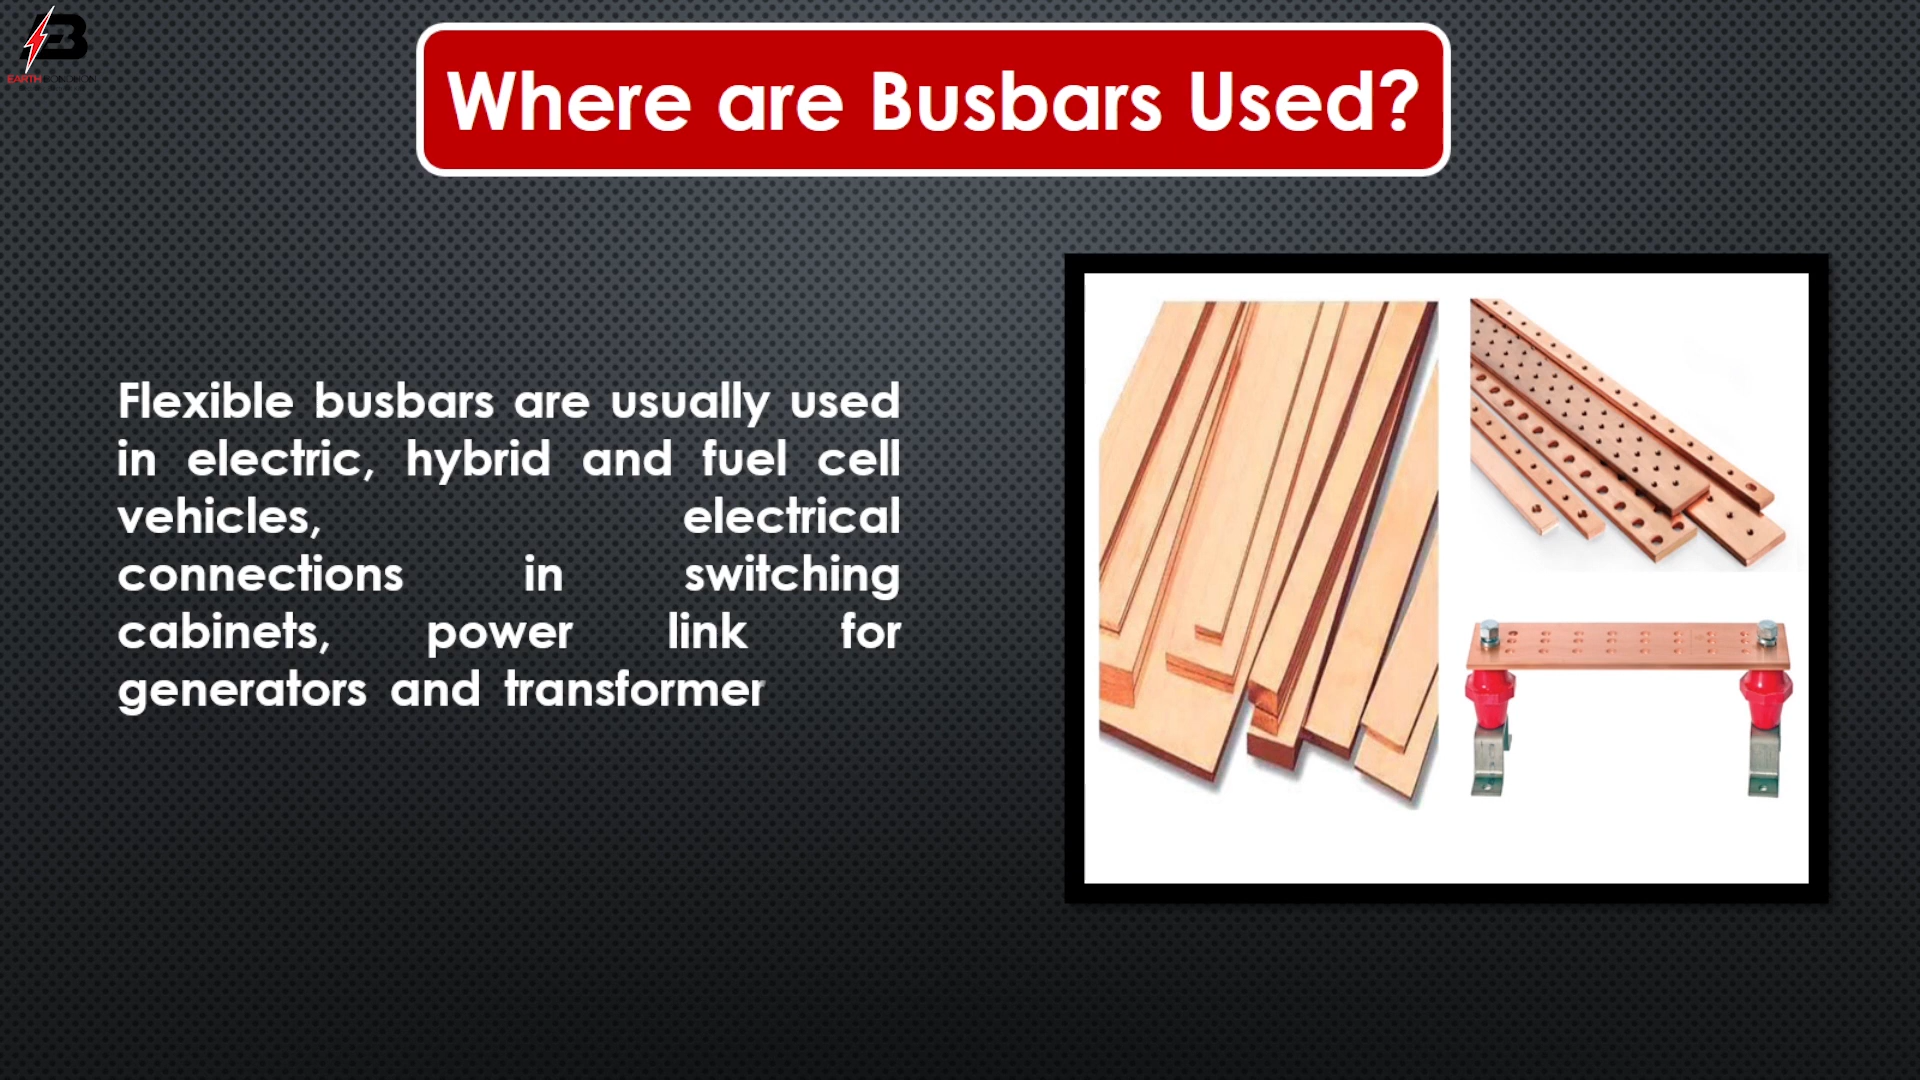 EARTH
Where are Busbars Used?
Flexible busbars are usually used
in electric, hybrid and fuel cell
vehicles, electrical
connections in switching
cabinets, power link for
generators and transformer